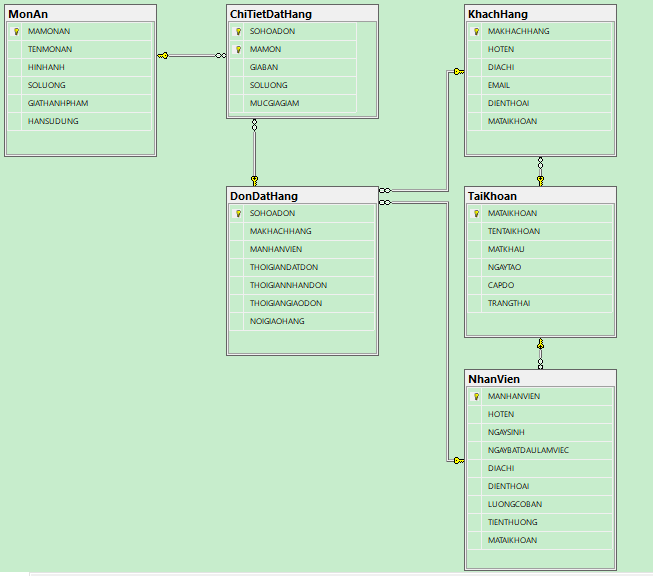 MonAn
MAMONAN
TENMONAN
HINHANH
SOLUONG
GIATHANHPHAM
HANSUDUNG
ChiTietDatHang
SOHOADON
MAMON
GIABAN
SOLUONG
MUCGIAGIAM
KhachHang
MAKHACHHANG
HOTEN
DIACHI
EMAIL
DIENTHOAI
MATAIKHOAN
DonDatHang
SOHOADON
MAKHACHHANG
MANHANVIEN
THOIGIANDATDON
THOIGIANNHANDON
THOIGIANGIAODON
NOIGIAOHANG
TaiKhoan
MATAIKHOAN
TENTAIKHOAN
MATKHAU
NGAYTAO
CAPDO
TRANGTHAI
NhanVien
MANHANVIEN
HOTEN
NGAYSINH
NGAYBATDAULAMVIEC
DIACHI
DIENTHOAI
LUONGCOBAN
TIENTHUONG
MATAIKHOAN